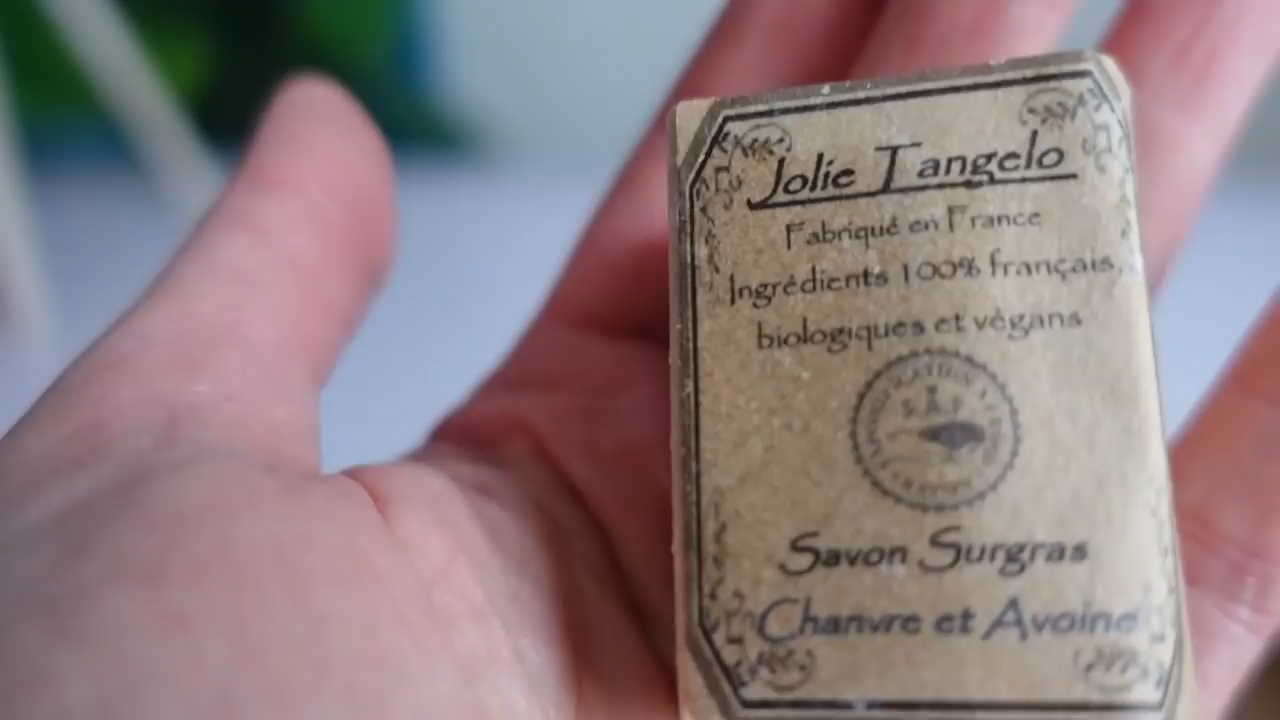 Jolie Tangelo
Fabriqué en France
Ingrédients 100% français,
biologiques et végans
S.A.F
Savon Surgras
Chanvre et Avoine